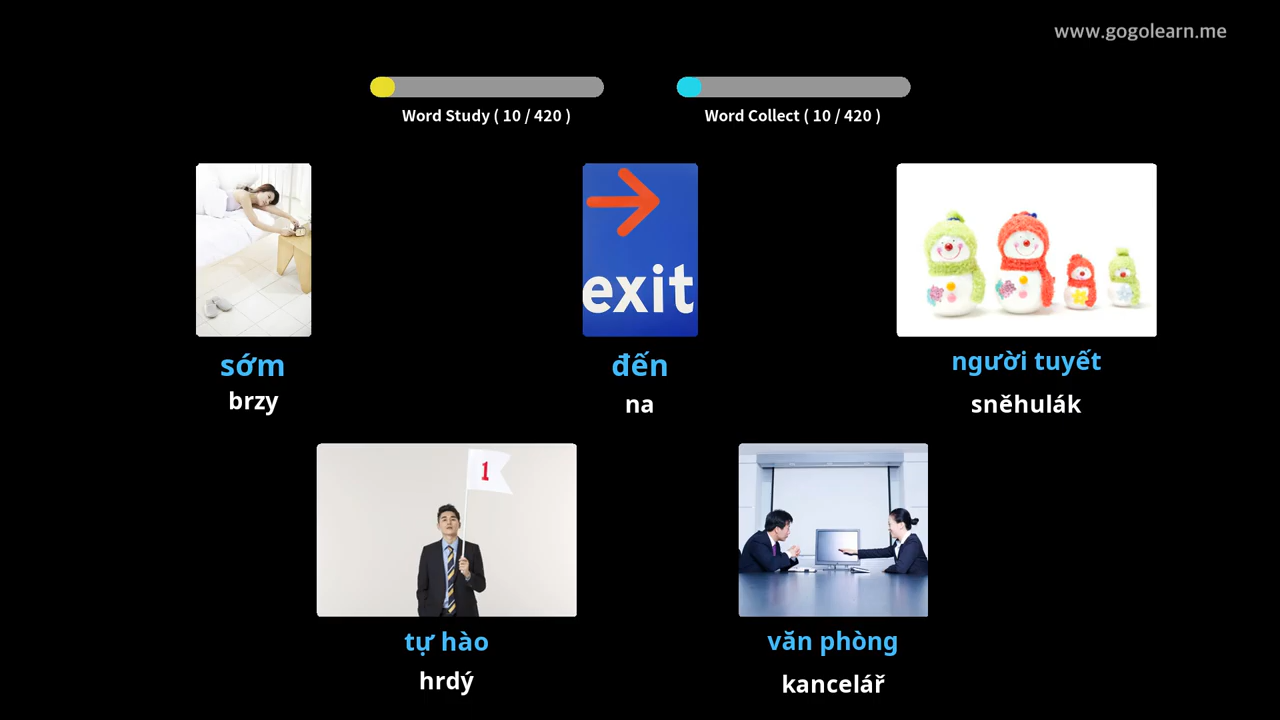 www.gogolearn.me
Word Study ( 10 / 420 )
Word Collect ( 10 / 420 )
exit
sớm
brzy
đến
na
người tuyết
sněhulák
1
tự hào
hrdý
văn phòng
kancelář